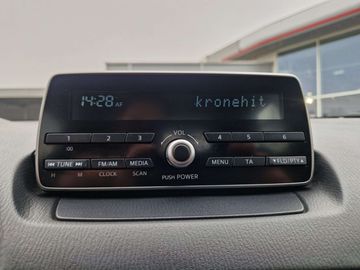 14:28 AF kronehit
1 2 3 VOL 4 5 6
:00
⏮ TUNE ⏭ FM/AM MEDIA MENU TA ▼FLD/PTY▲
H M CLOCK SCAN PUSH POWER